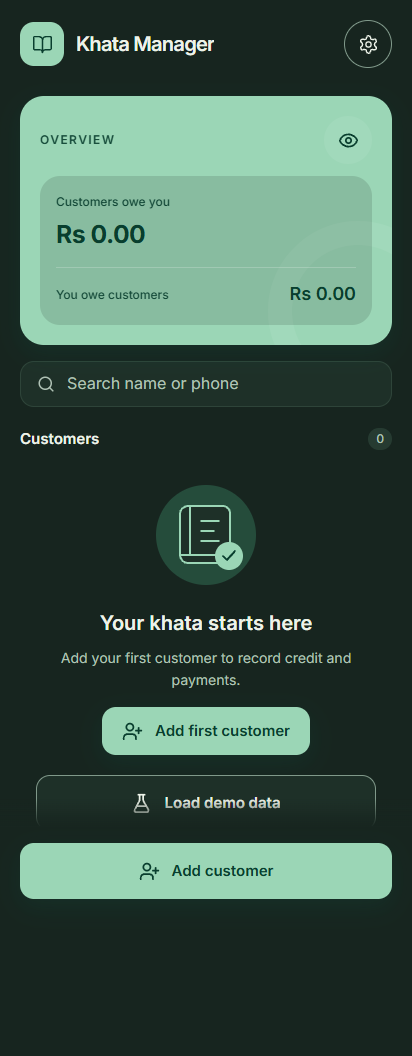 Khata Manager
OVERVIEW
Customers owe you
Rs 0.00
You owe customers
Rs 0.00
Search name or phone
Customers
0
Your khata starts here
Add your first customer to record credit and
payments.
Add first customer
Load demo data
Add customer